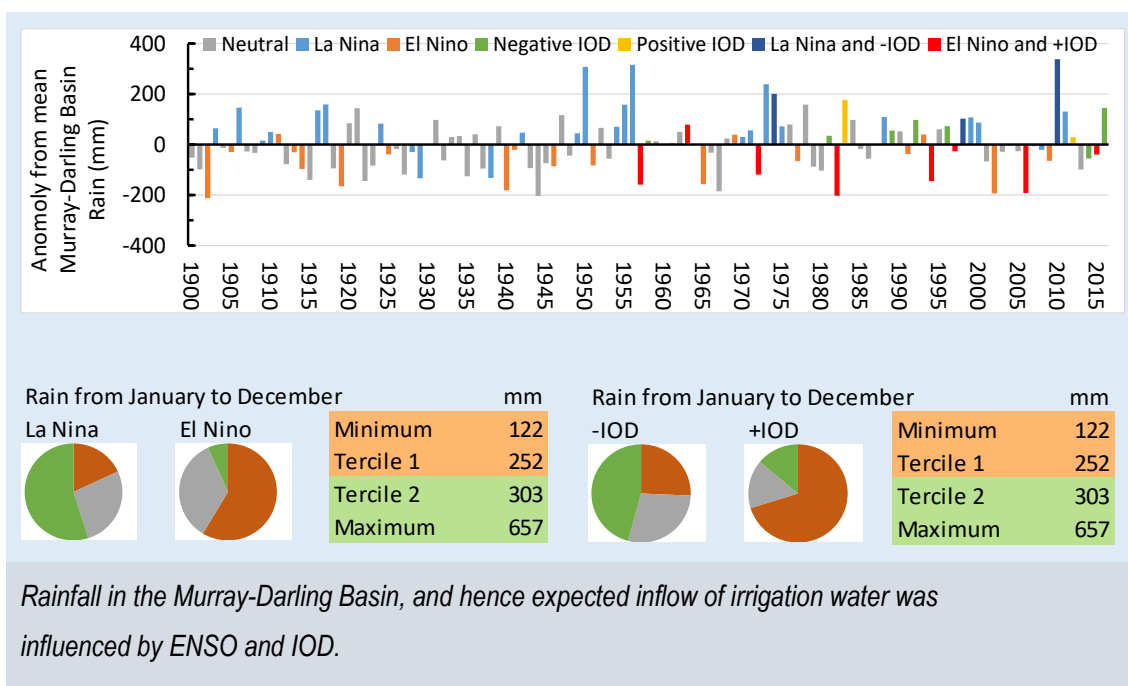 Neutral La Nina El Nino Negative IOD Positive IOD La Nina and -IOD El Nino and +IOD
Anomoly from mean
Murray-Darling Basin
Rain (mm)
400
200
0
-200
-400
1900 1905 1910 1915 1920 1925 1930 1935 1940 1945 1950 1955 1960 1965 1970 1975 1980 1985 1990 1995 2000 2005 2010 2015
Rain from January to December mm
La Nina El Nino
Minimum 122
Tercile 1 252
Tercile 2 303
Maximum 657
Rain from January to December mm
-IOD +IOD
Minimum 122
Tercile 1 252
Tercile 2 303
Maximum 657
Rainfall in the Murray-Darling Basin, and hence expected inflow of irrigation water was
influenced by ENSO and IOD.